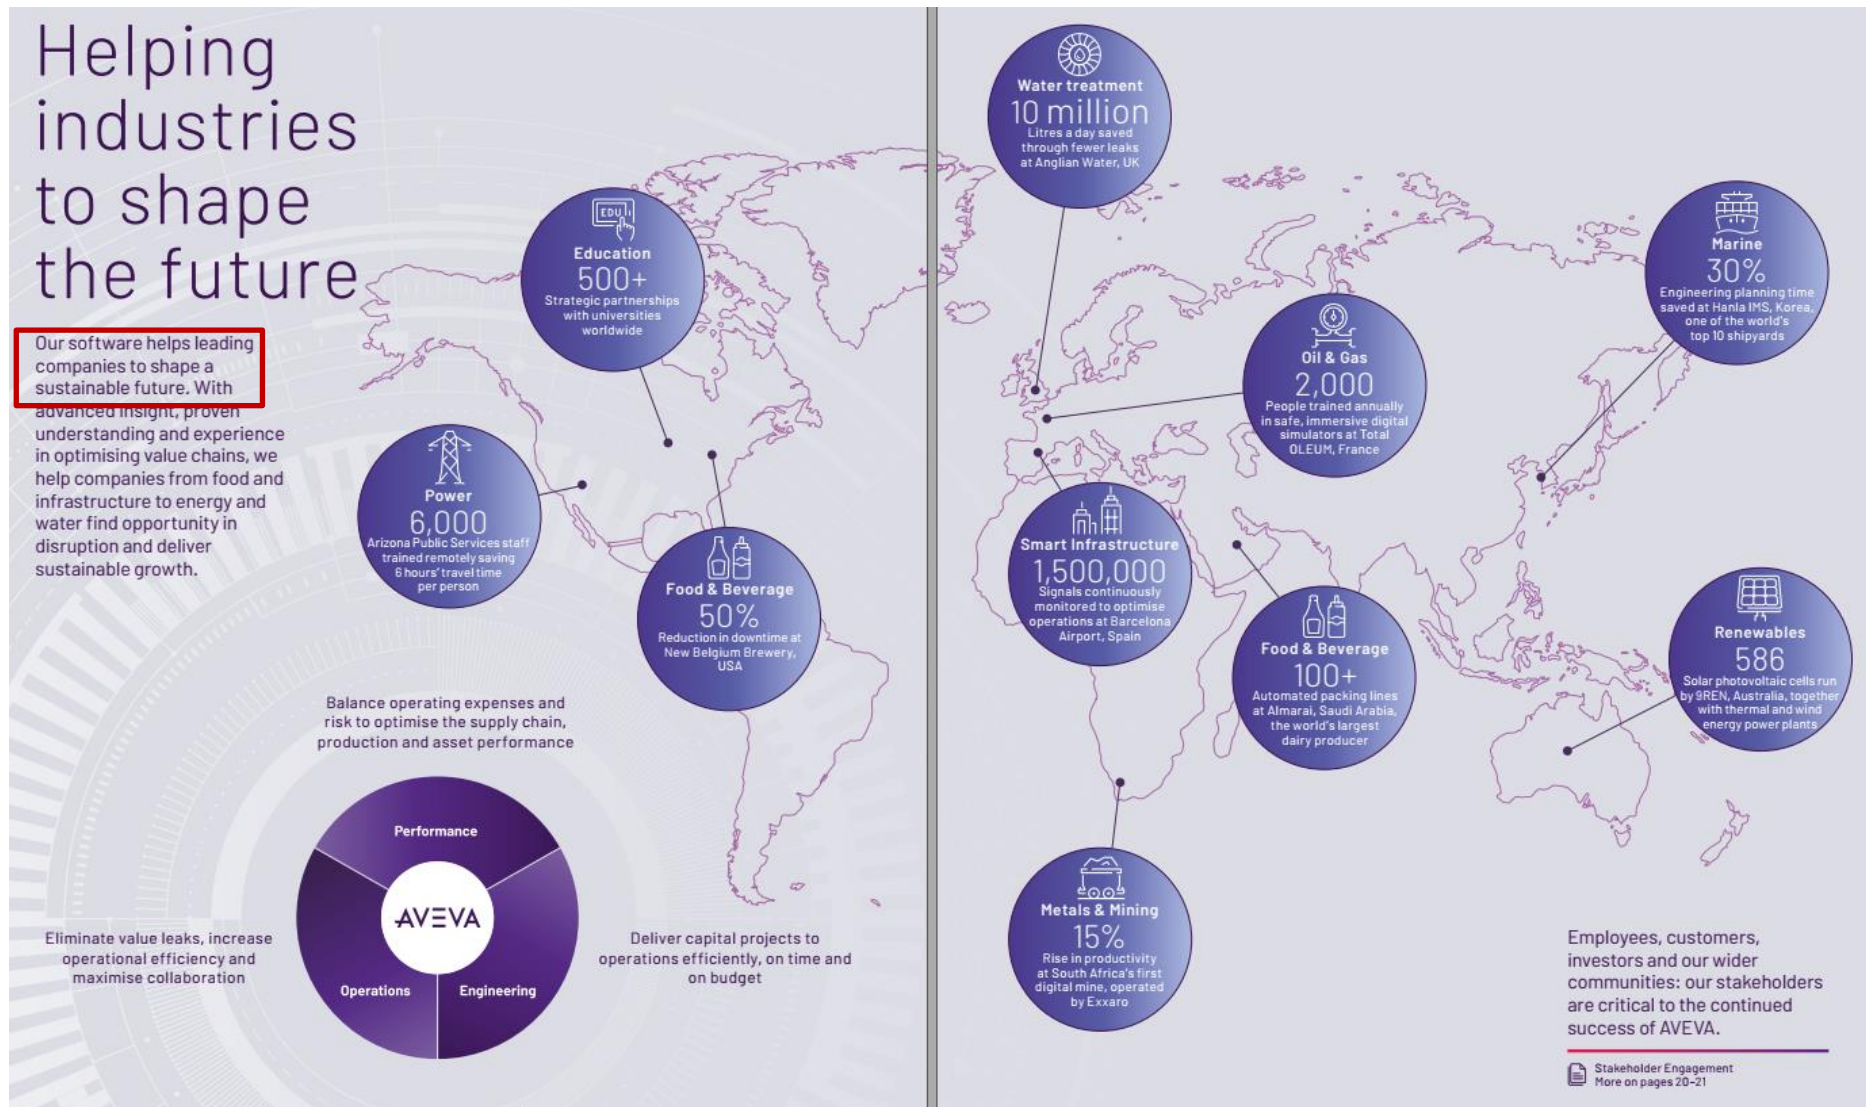 Helping
industries
to shape
the future
Our software helps leading
companies to shape a
sustainable future. With
advanced insight, proven
understanding and experience
in optimising value chains, we
help companies from food and
infrastructure to energy and
water find opportunity in
disruption and deliver
sustainable growth.
EDU
Education
500+
Strategic partnerships
with universities
worldwide
Power
6,000
Arizona Public Services staff
trained remotely saving
6 hours' travel time
per person
Food & Beverage
50%
Reduction in downtime at
New Belgium Brewery,
USA
Balance operating expenses and
risk to optimise the supply chain,
production and asset performance
Performance
AVEVA
Operations
Engineering
Eliminate value leaks, increase
operational efficiency and
maximise collaboration
Deliver capital projects to
operations efficiently, on time and
on budget
Water treatment
10 million
Litres a day saved
through fewer leaks
at Anglian Water, UK
Marine
30%
Engineering planning time
saved at Hanla IMS, Korea,
one of the world's
top 10 shipyards
Oil & Gas
2,000
People trained annually
in safe, immersive digital
simulators at Total
OLEUM, France
Smart Infrastructure
1,500,000
Signals continuously
monitored to optimise
operations at Barcelona
Airport, Spain
Food & Beverage
100+
Automated packing lines
at Almarai, Saudi Arabia,
the world's largest
dairy producer
Renewables
586
Solar photovoltaic cells run
by 9REN, Australia, together
with thermal and wind
energy power plants
Metals & Mining
15%
Rise in productivity
at South Africa's first
digital mine, operated
by Exxaro
Employees, customers,
investors and our wider
communities: our stakeholders
are critical to the continued
success of AVEVA.
Stakeholder Engagement
More on pages 20–21